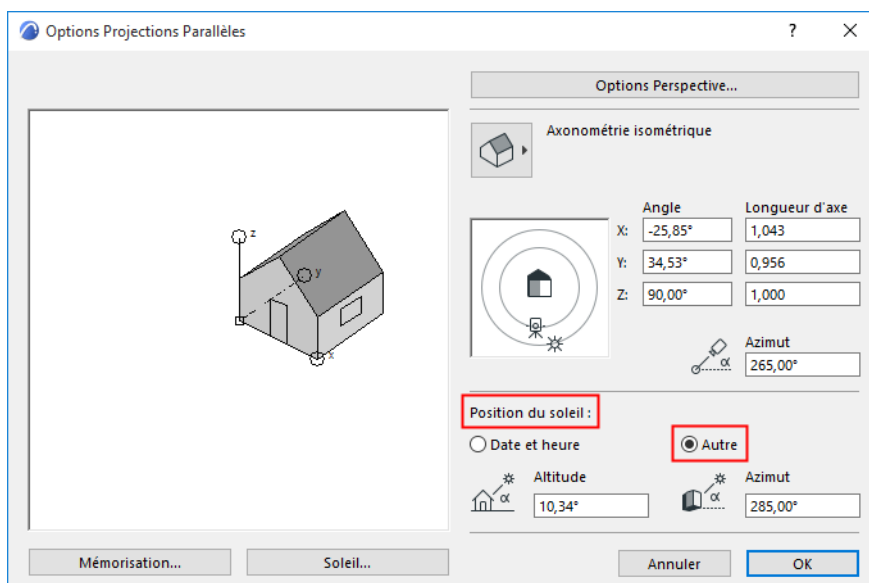 Options Projections Parallèles
?
Options Perspective...
Axonométrie isométrique
Angle Longueur d'axe
X: -25,85° 1,043
Y: 34,53° 0,956
Z: 90,00° 1,000
z
y
x
α
Azimut
265,00°
Position du soleil :
Date et heure
Autre
Altitude
α
10,34°
Azimut
α
285,00°
Mémorisation...
Soleil...
Annuler
OK